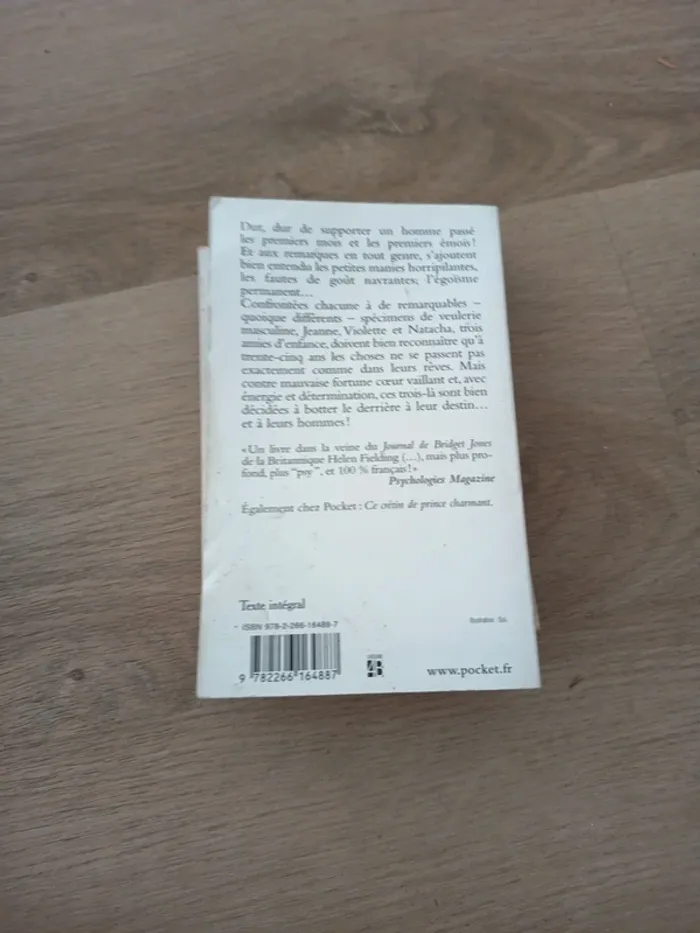 Dur, dur de supporter un homme passé
les premiers mois et les premiers émois !
Et aux remarques en tout genre, s'ajoutent
bien entendu les petites manies horripilantes,
les fautes de goût navrantes, l'égoïsme
permanent...
Confrontées chacune à de remarquables –
quoique différents – spécimens de veulerie
masculine, Jeanne, Violette et Natacha, trois
amies d'enfance, doivent bien reconnaître qu'à
trente-cinq ans les choses ne se passent pas
exactement comme dans leurs rêves. Mais
contre mauvaise fortune cœur vaillant et, avec
énergie et détermination, ces trois-là sont bien
décidées à botter le derrière à leur destin...
et à leurs hommes !
« Un livre dans la veine du Journal de Bridget Jones
de la Britannique Helen Fielding (...), mais plus pro-
fond, plus "psy", et 100 % français ! »
Psychologies Magazine
Également chez Pocket : Ce crétin de prince charmant.
Texte intégral
ISBN 978-2-266-16488-7
9 782266 164887
www.pocket.fr